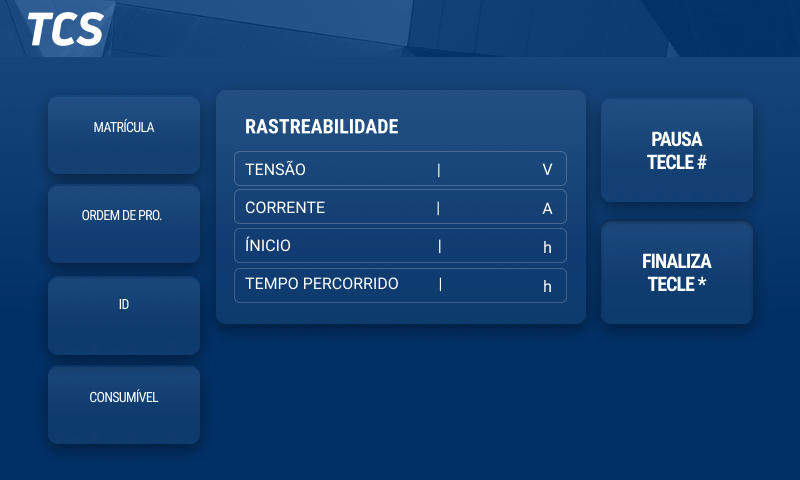 TCS
MATRÍCULA
ORDEM DE PRO.
ID
CONSUMÍVEL
RASTREABILIDADE
TENSÃO | V
CORRENTE | A
ÍNICIO | h
TEMPO PERCORRIDO | h
PAUSA
TECLE #
FINALIZA
TECLE *